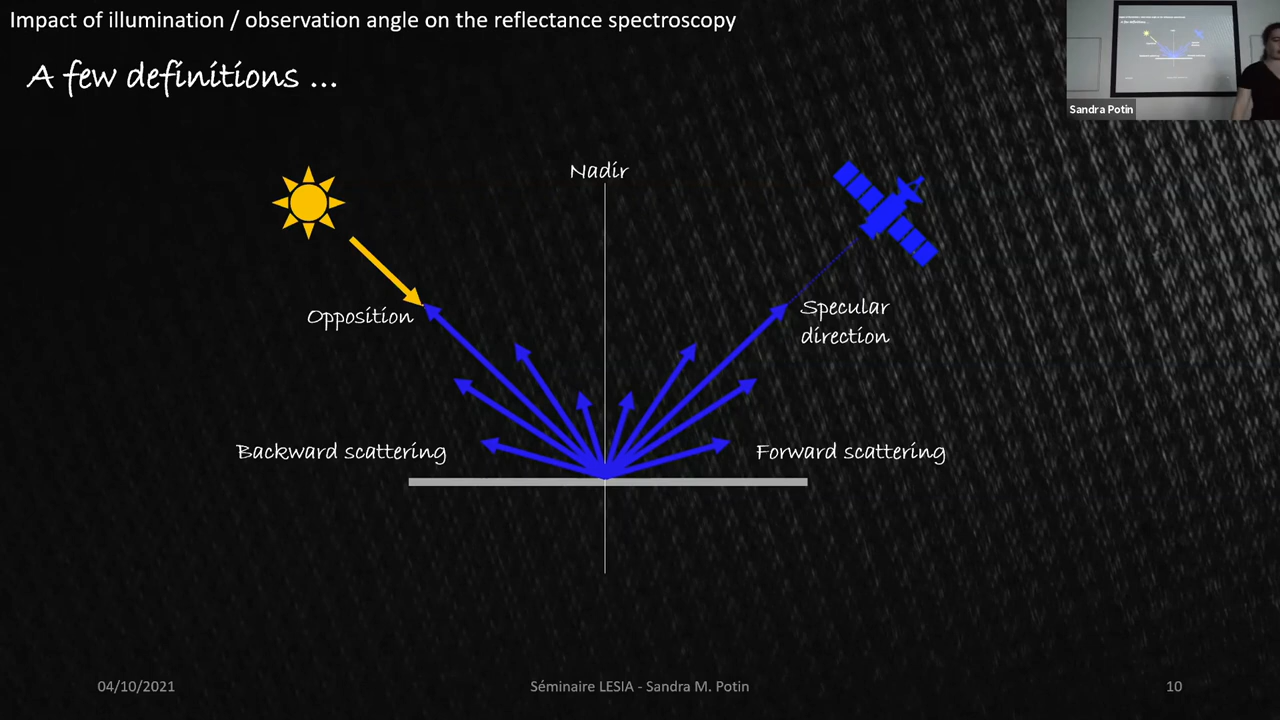 Impact of illumination / observation angle on the reflectance spectroscopy
A few definitions ...
Sandra Potin
Nadir
Opposition
Specular
direction
Backward scattering
Forward scattering
04/10/2021
Séminaire LESIA - Sandra M. Potin
10